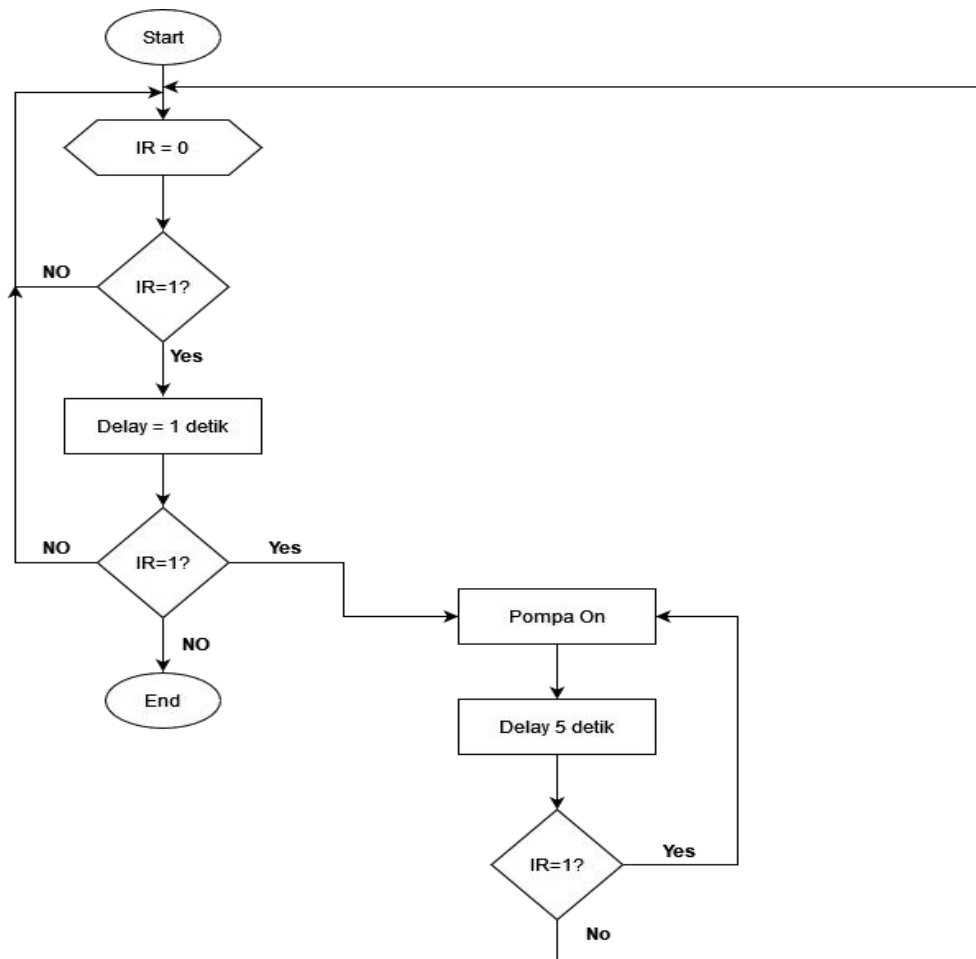 Start
IR = 0
NO
IR=1?
Yes
Delay = 1 detik
NO
IR=1?
Yes
NO
End
Pompa On
Delay 5 detik
IR=1?
Yes
No